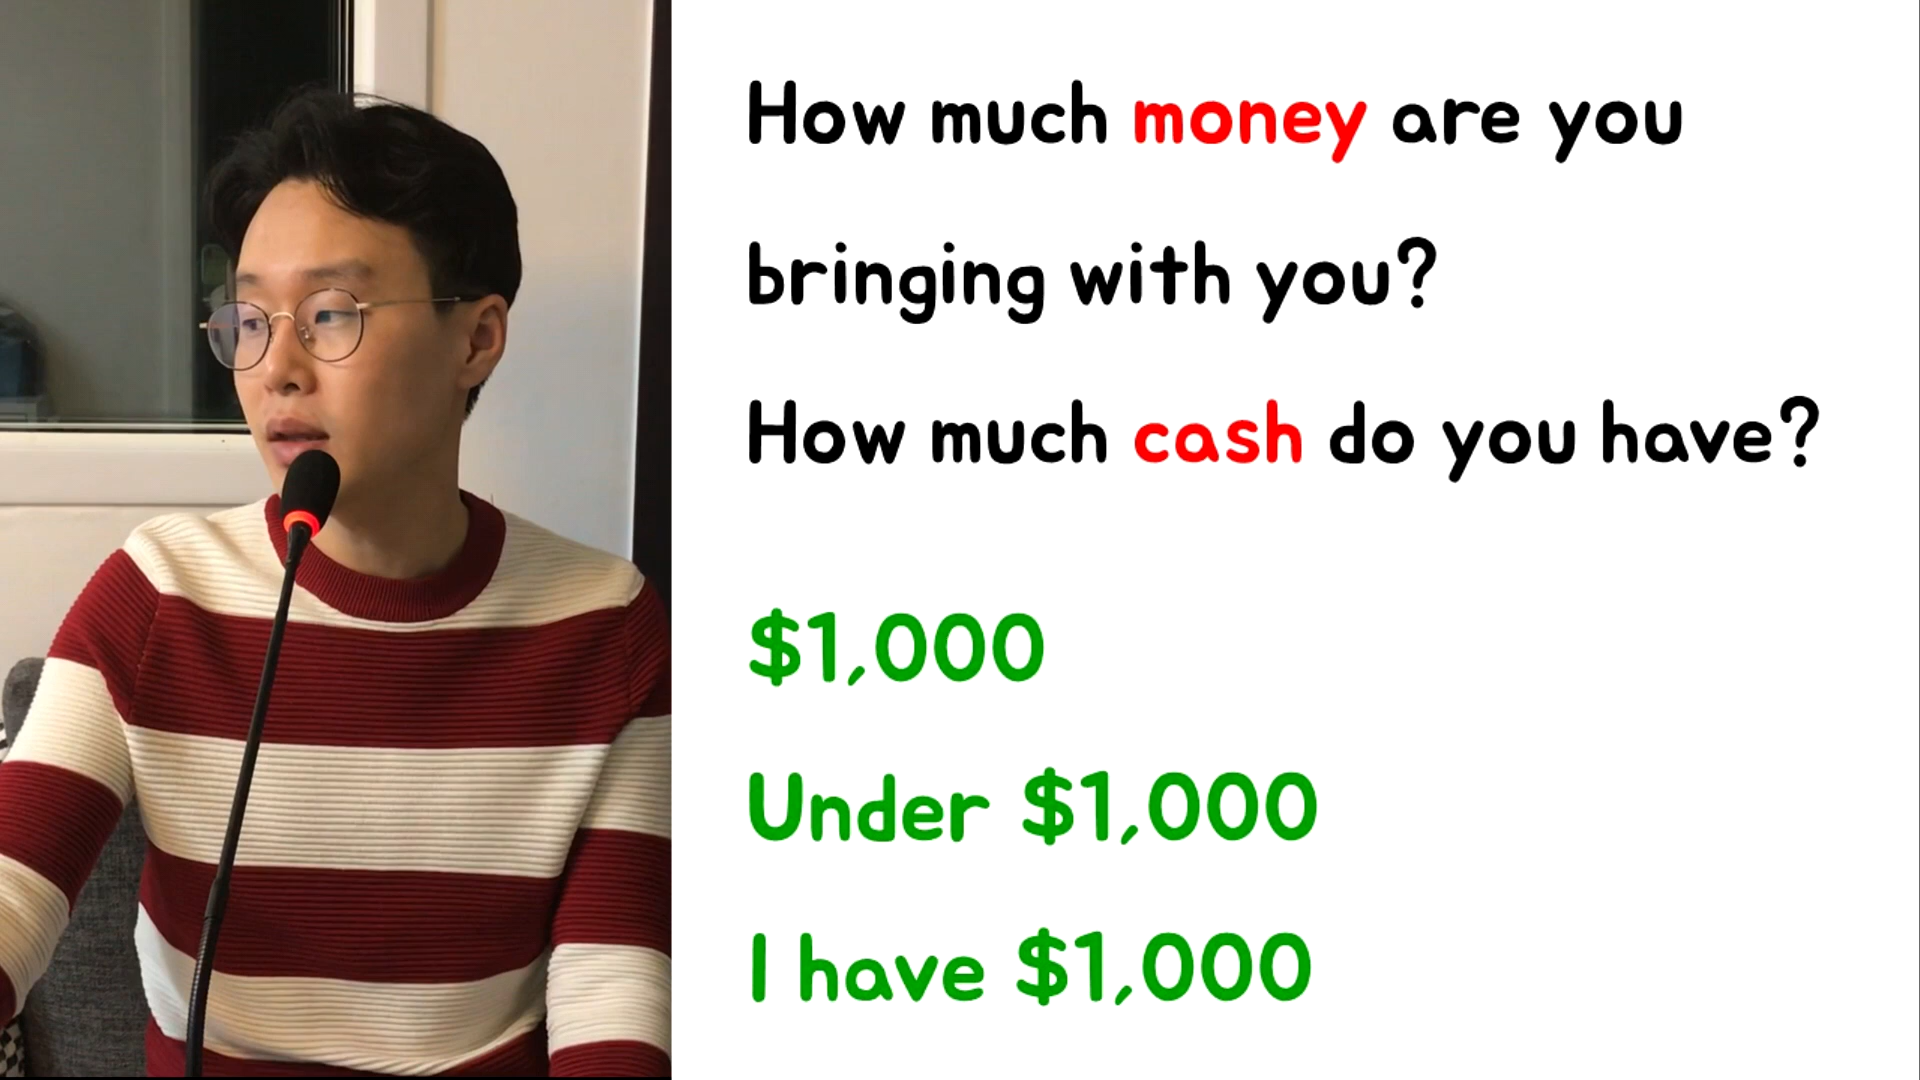 How much money are you
bringing with you?
How much cash do you have?
$1,000
Under $1,000
I have $1,000